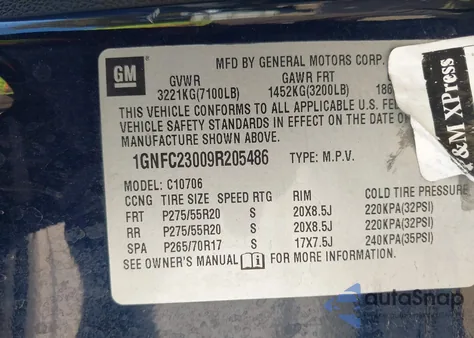 MFD BY GENERAL MOTORS CORP.
GM
GVWR GAWR FRT
3221KG(7100LB) 1452KG(3200LB) 186
THIS VEHICLE CONFORMS TO ALL APPLICABLE U.S. FE
VEHICLE SAFETY STANDARDS IN EFFECT ON THE DA
MANUFACTURE SHOWN ABOVE.
1GNFC23009R205486 TYPE: M.P.V.
MODEL: C10706
CCNG TIRE SIZE SPEED RTG RIM COLD TIRE PRESSURE
FRT P275/55R20 S 20X8.5J 220KPA(32PSI)
RR P275/55R20 S 20X8.5J 220KPA(32PSI)
SPA P265/70R17 S 17X7.5J 240KPA(35PSI)
SEE OWNER'S MANUAL FOR MORE INFORMATION.
& M XPress
autoSnap